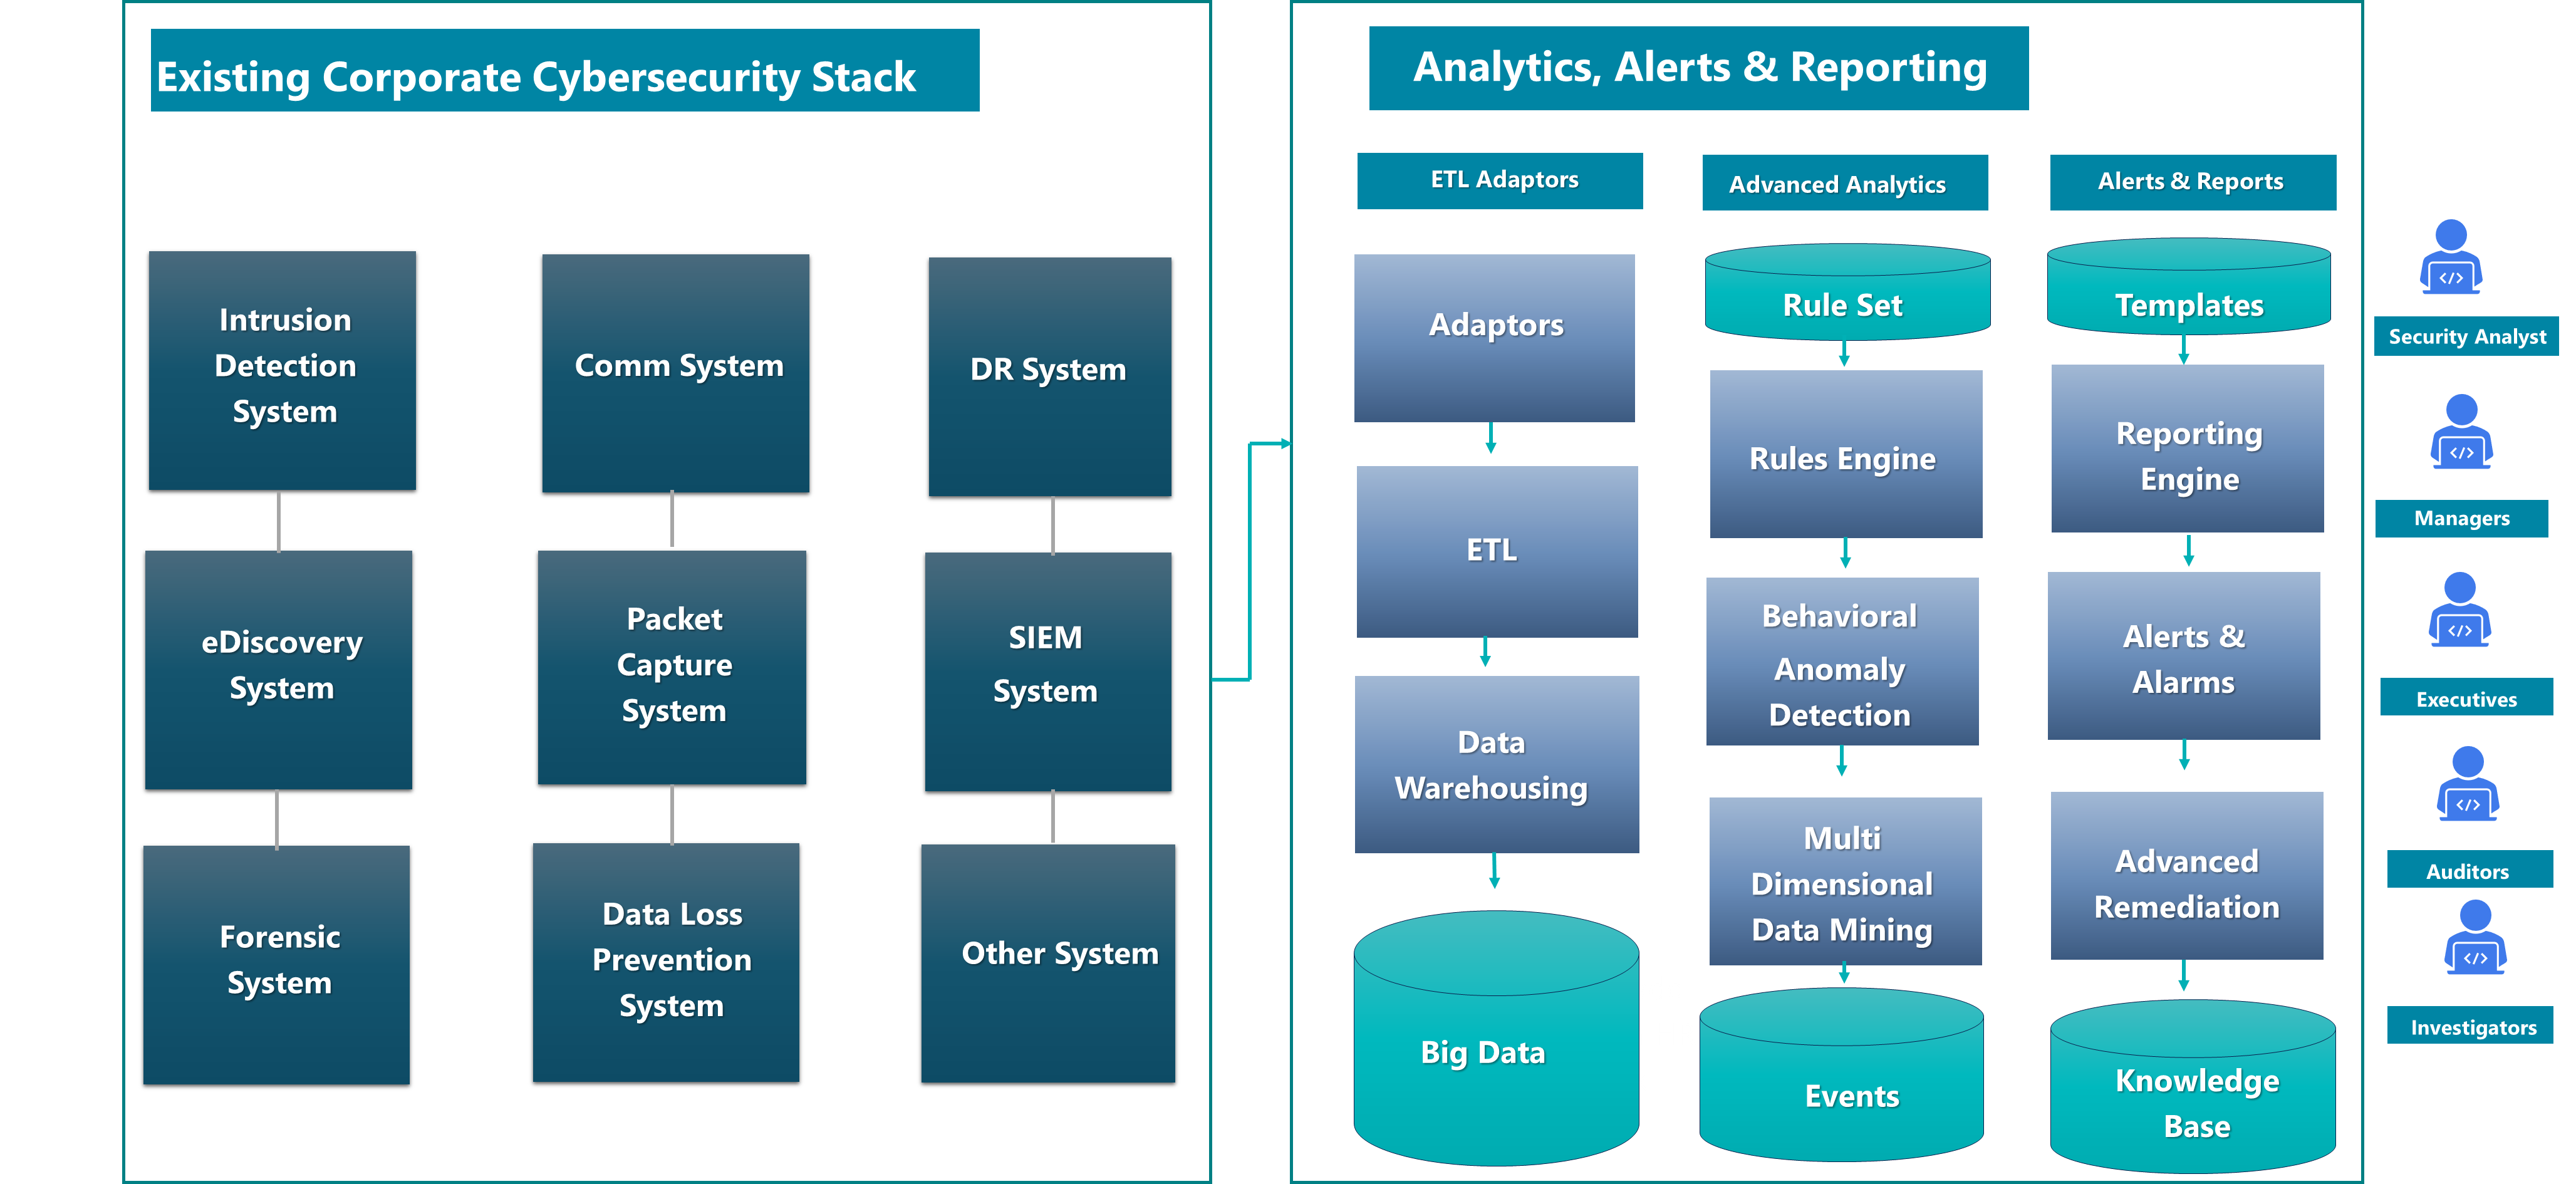 Existing Corporate Cybersecurity Stack
Intrusion
Detection
System
Comm System
DR System
eDiscovery
System
Packet
Capture
System
SIEM
System
Forensic
System
Data Loss
Prevention
System
Other System
Analytics, Alerts & Reporting
ETL Adaptors
Adaptors
ETL
Data
Warehousing
Big Data
Advanced Analytics
Rule Set
Rules Engine
Behavioral
Anomaly
Detection
Multi
Dimensional
Data Mining
Events
Alerts & Reports
Templates
Reporting
Engine
Alerts &
Alarms
Advanced
Remediation
Knowledge
Base
</>
Security Analyst
</>
Managers
</>
Executives
</>
Auditors
</>
Investigators